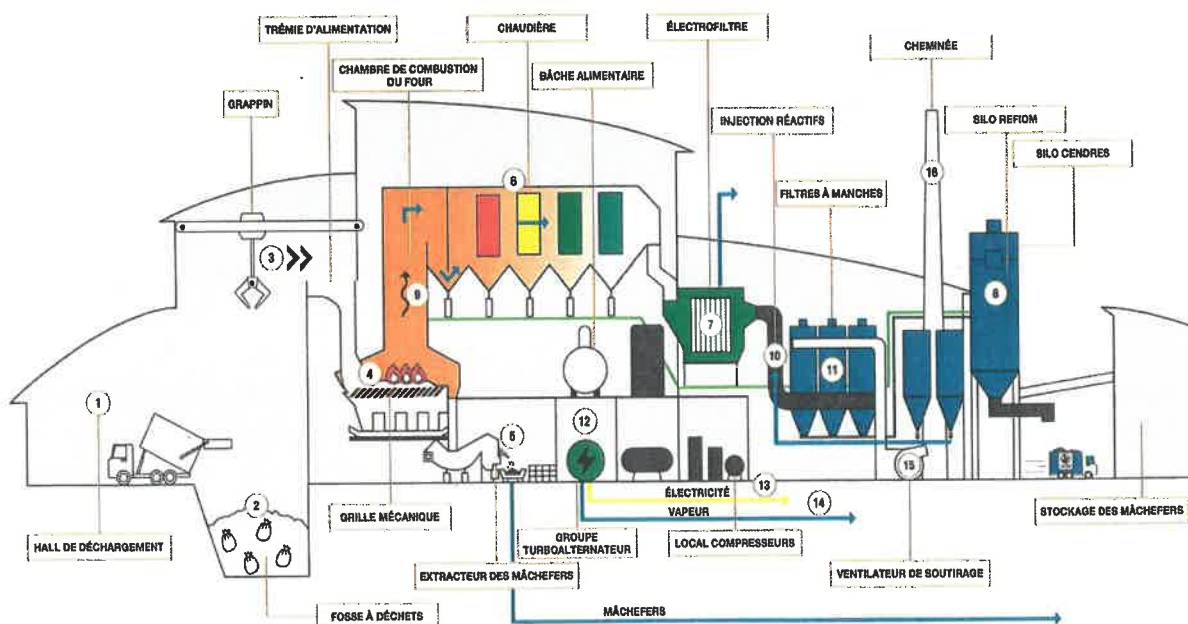 TRÉMIE D'ALIMENTATION
CHAUDIÈRE
ÉLECTROFILTRE
CHEMINÉE
CHAMBRE DE COMBUSTION
DU FOUR
BÂCHE ALIMENTAIRE
GRAPPIN
INJECTION RÉACTIFS
SILO REFIOM
SILO CENDRES
FILTRES À MANCHES
6
16
3
9
7
8
10
11
4
1
5
12
2
13
14
15
ÉLECTRICITÉ
VAPEUR
HALL DE DÉCHARGEMENT
GRILLE MÉCANIQUE
GROUPE
TURBOALTERNATEUR
LOCAL COMPRESSEURS
STOCKAGE DES MÂCHEFERS
EXTRACTEUR DES MÂCHEFERS
VENTILATEUR DE SOUTIRAGE
FOSSE À DÉCHETS
MÂCHEFERS